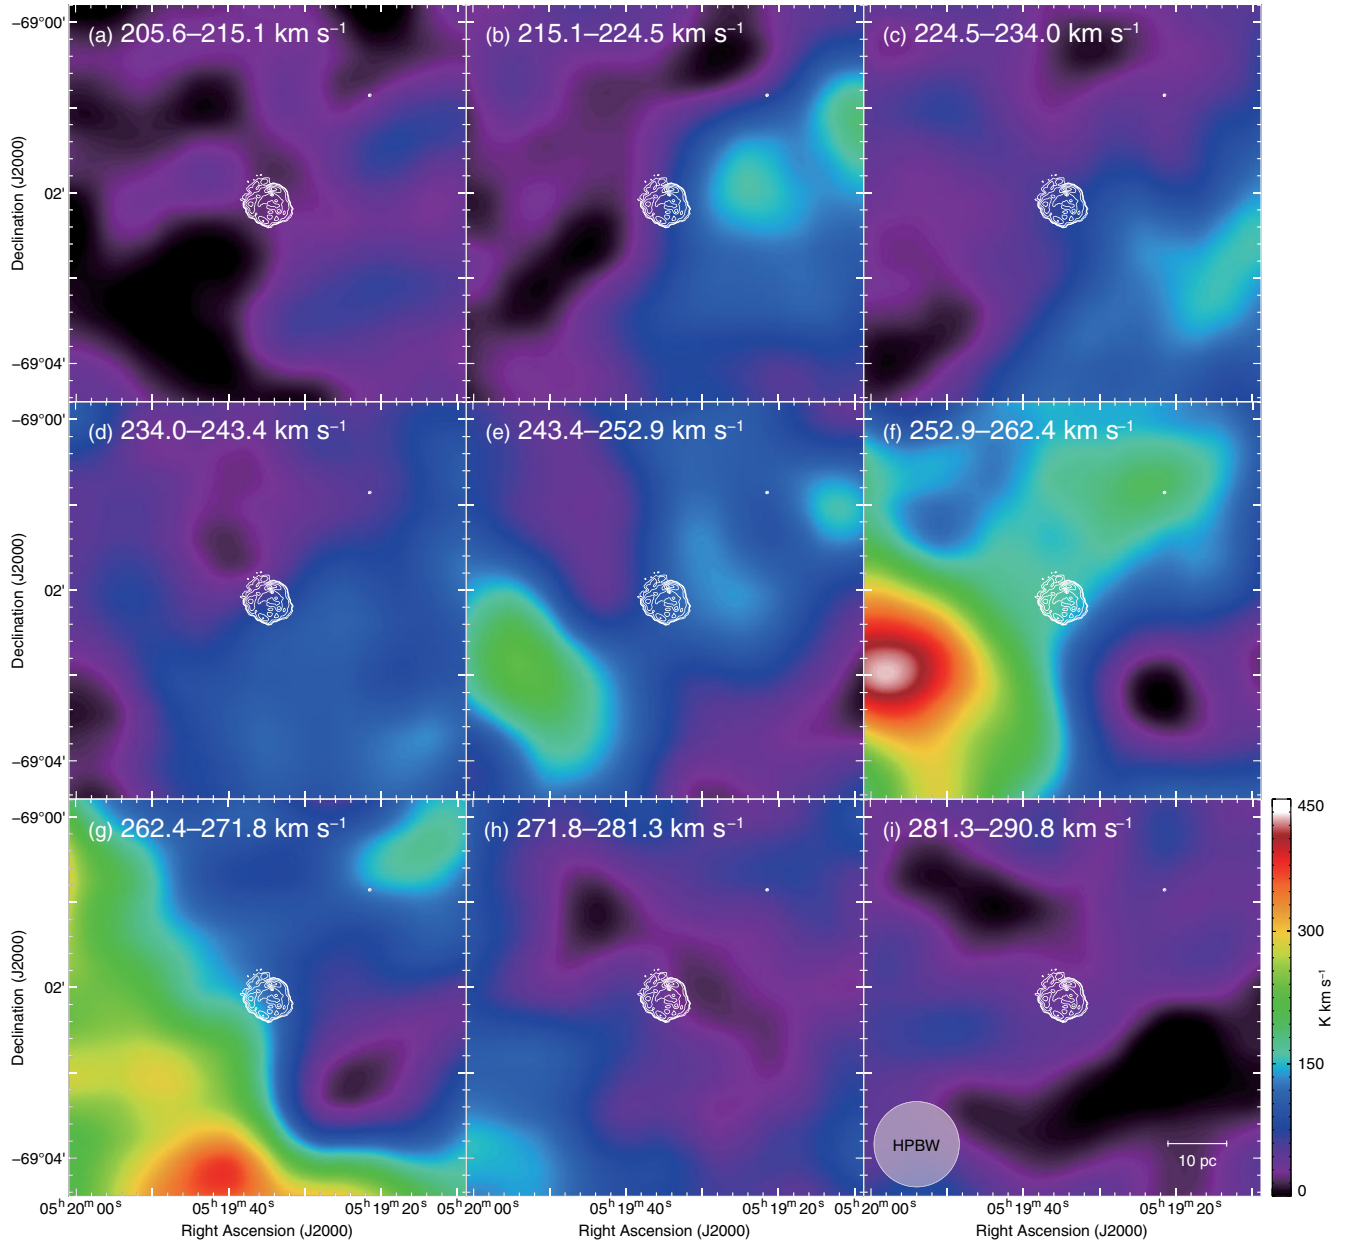 (a) 205.6–215.1 km s⁻¹
(b) 215.1–224.5 km s⁻¹
(c) 224.5–234.0 km s⁻¹
−69°00'
02'
−69°04'
Declination (J2000)
(d) 234.0–243.4 km s⁻¹
(e) 243.4–252.9 km s⁻¹
(f) 252.9–262.4 km s⁻¹
−69°00'
02'
−69°04'
Declination (J2000)
(g) 262.4–271.8 km s⁻¹
(h) 271.8–281.3 km s⁻¹
(i) 281.3–290.8 km s⁻¹
−69°00'
02'
−69°04'
Declination (J2000)
HPBW
10 pc
450
300
150
0
K km s⁻¹
05ʰ20ᵐ00ˢ
05ʰ19ᵐ40ˢ
05ʰ19ᵐ20ˢ
05ʰ20ᵐ00ˢ
05ʰ19ᵐ40ˢ
05ʰ19ᵐ20ˢ
05ʰ20ᵐ00ˢ
05ʰ19ᵐ40ˢ
05ʰ19ᵐ20ˢ
Right Ascension (J2000)
Right Ascension (J2000)
Right Ascension (J2000)